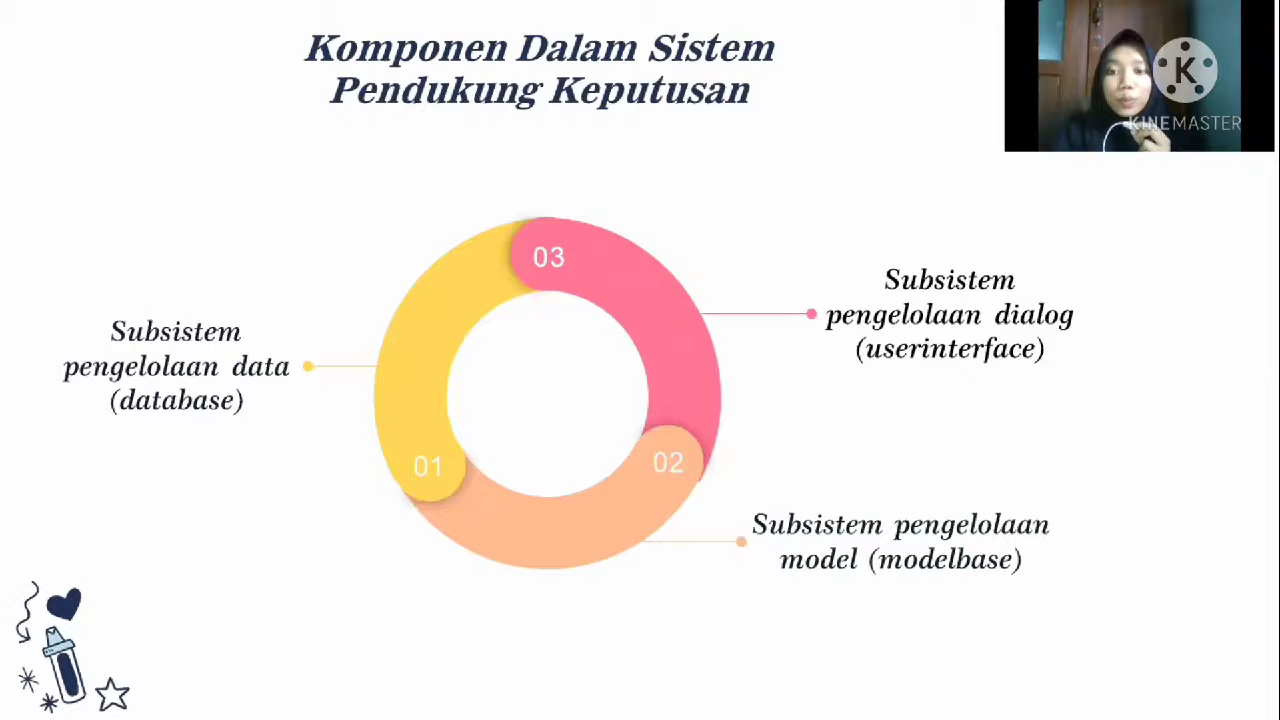 Komponen Dalam Sistem
Pendukung Keputusan
K
KINEMASTER
03
Subsistem
pengelolaan dialog
(userinterface)
Subsistem
pengelolaan data
(database)
01
02
Subsistem pengelolaan
model (modelbase)